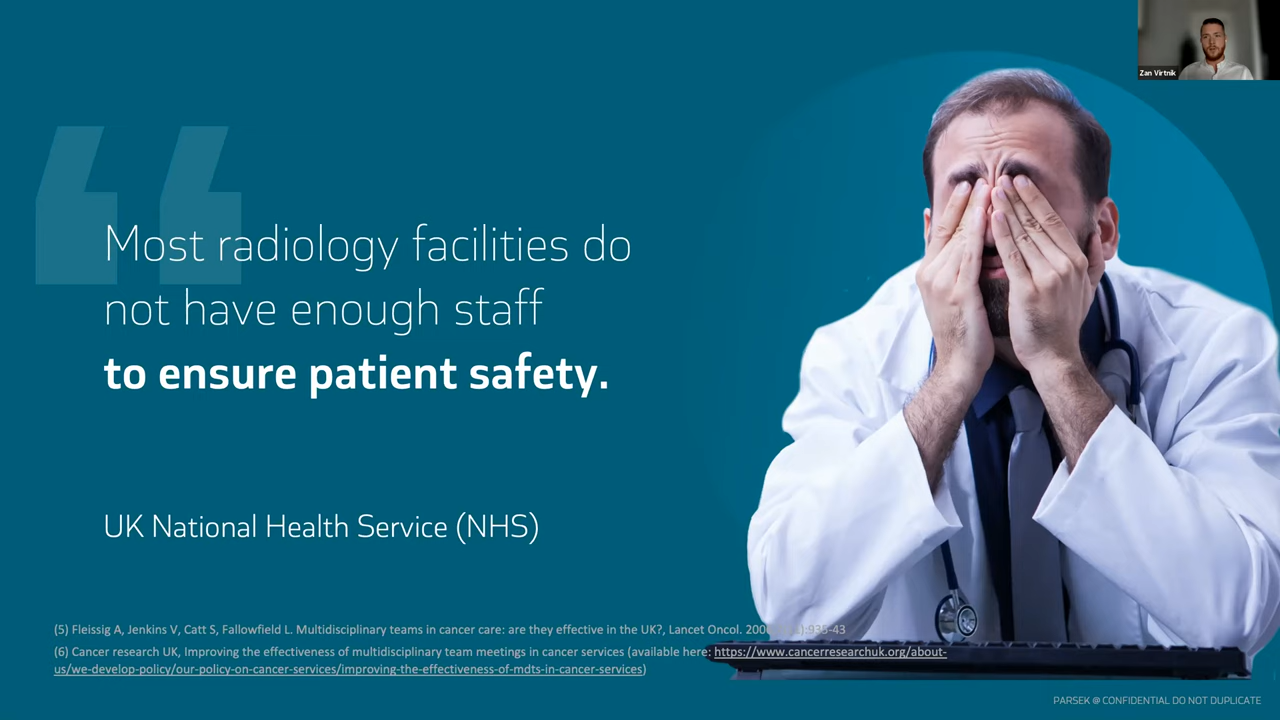 Zan Virtnik
Most radiology facilities do
not have enough staff
to ensure patient safety.
UK National Health Service (NHS)
(5) Fleissig A, Jenkins V, Catt S, Fallowfield L. Multidisciplinary teams in cancer care: are they effective in the UK?, Lancet Oncol. :935-43
(6) Cancer research UK, Improving the effectiveness of multidisciplinary team meetings in cancer services (available here: https://www.cancerresearchuk.org/about-
us/we-develop-policy/our-policy-on-cancer-services/improving-the-effectiveness-of-mdts-in-cancer-services)
PARSEK @ CONFIDENTIAL DO NOT DUPLICATE